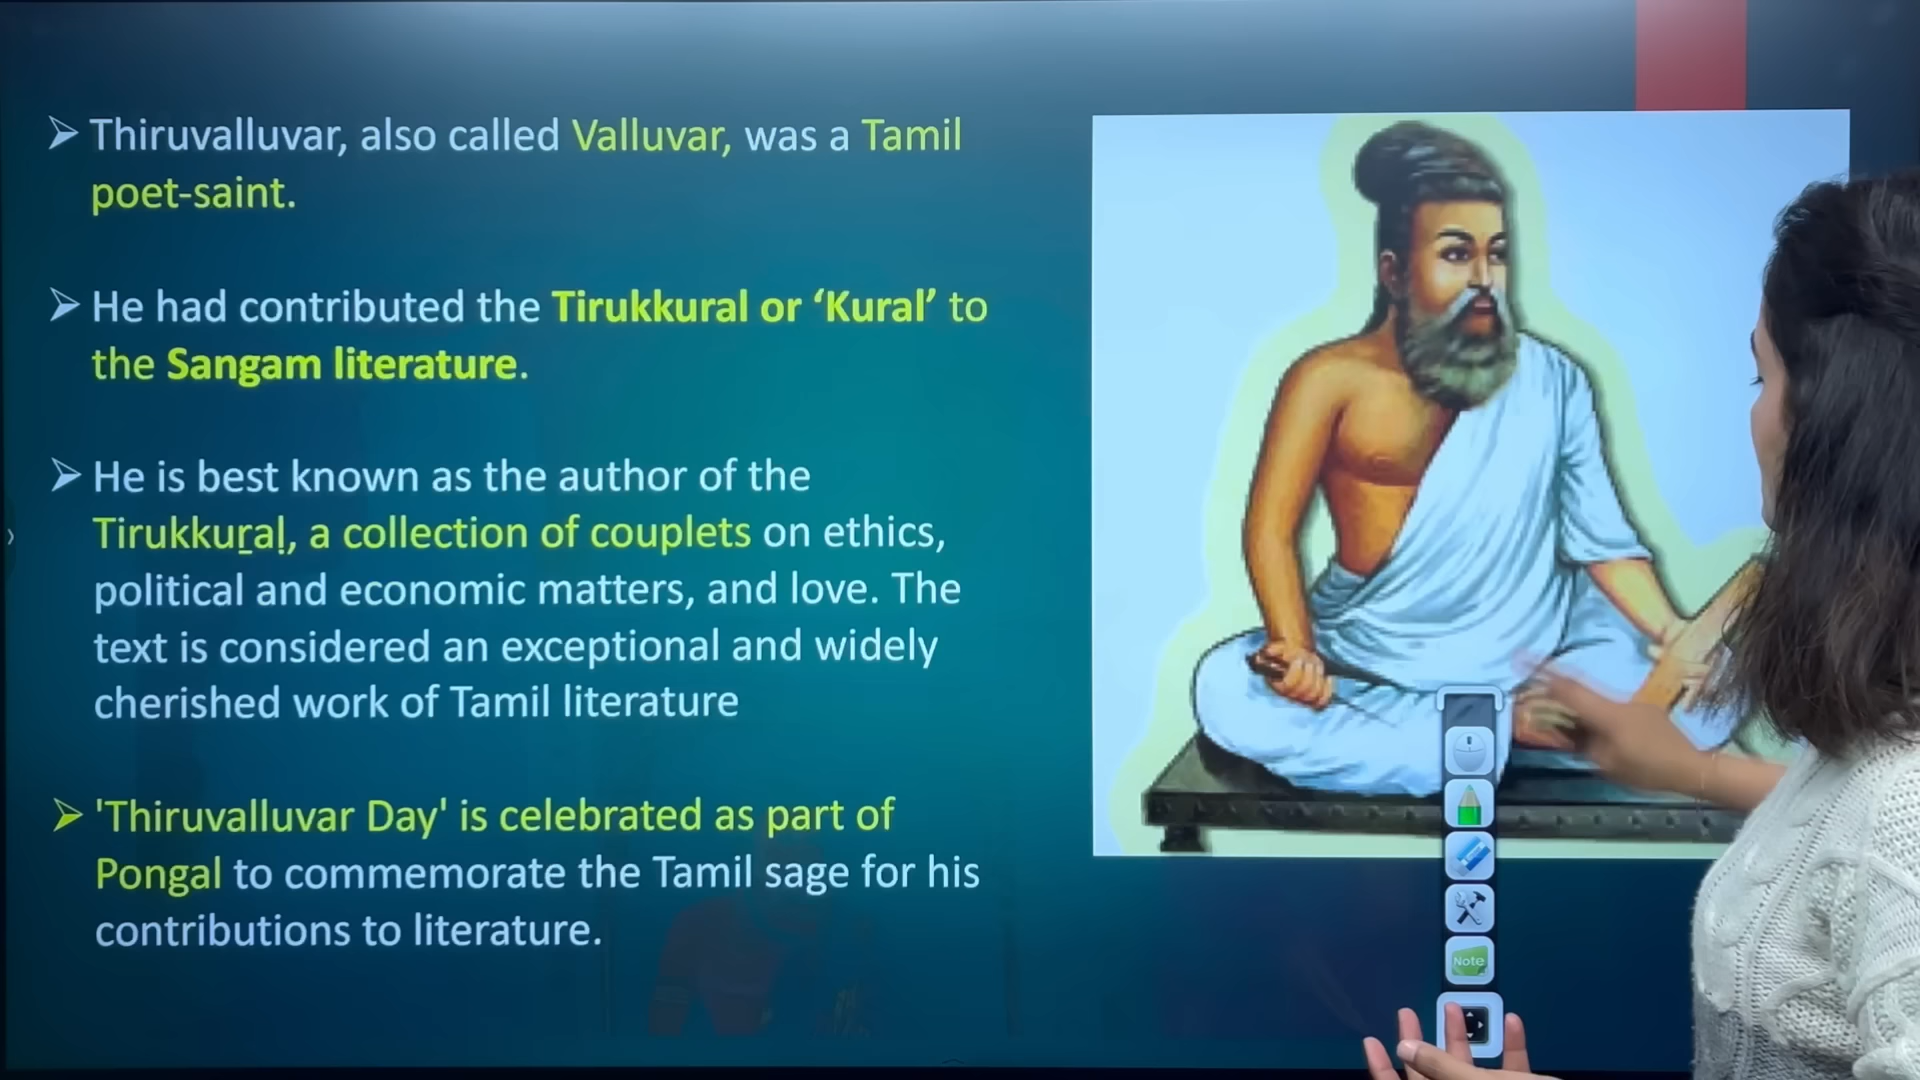 Thiruvalluvar, also called Valluvar, was a Tamil
poet-saint.
He had contributed the Tirukkural or ‘Kural’ to
the Sangam literature.
He is best known as the author of the
Tirukkuṟaḷ, a collection of couplets on ethics,
political and economic matters, and love. The
text is considered an exceptional and widely
cherished work of Tamil literature
'Thiruvalluvar Day' is celebrated as part of
Pongal to commemorate the Tamil sage for his
contributions to literature.
Note